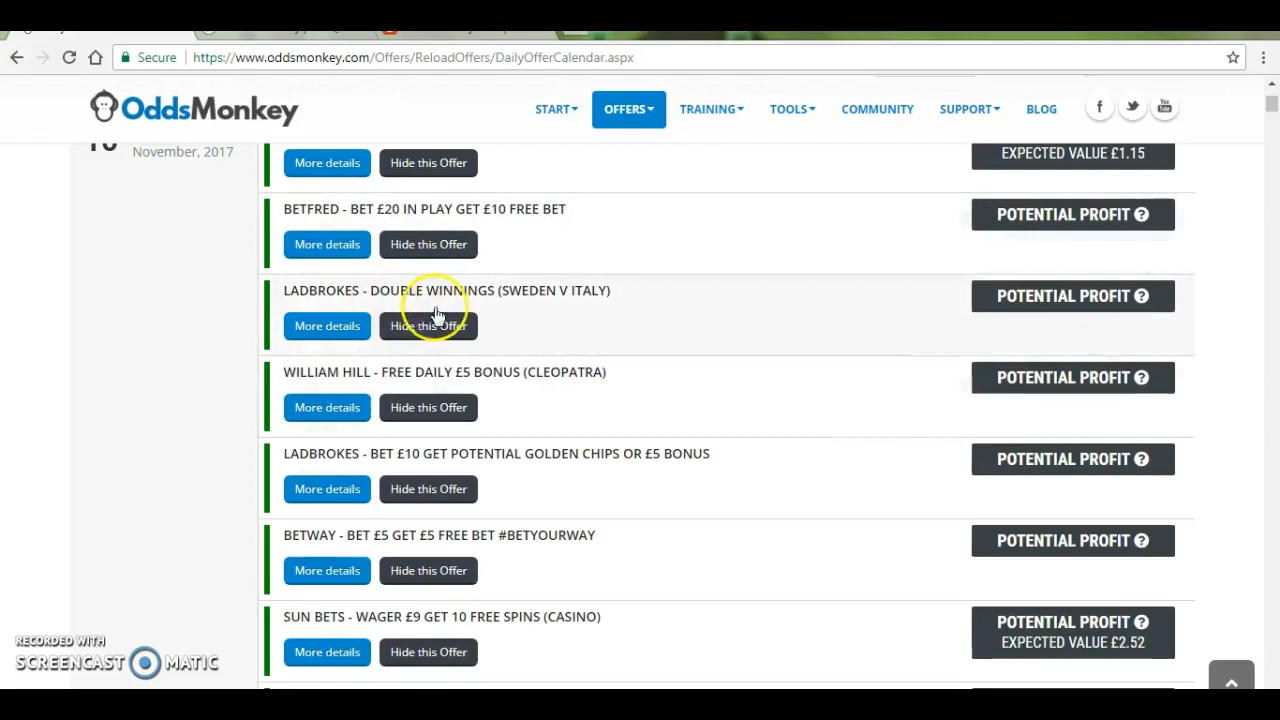 Secure
https://www.oddsmonkey.com/Offers/ReloadOffers/DailyOfferCalendar.aspx
OddsMonkey
START
OFFERS
TRAINING
TOOLS
COMMUNITY
SUPPORT
BLOG
You Tube
November, 2017
More details
Hide this Offer
EXPECTED VALUE £1.15
BETFRED - BET £20 IN PLAY GET £10 FREE BET
More details
Hide this Offer
POTENTIAL PROFIT ?
LADBROKES - DOUBLE WINNINGS (SWEDEN V ITALY)
More details
Hide this Offer
POTENTIAL PROFIT ?
WILLIAM HILL - FREE DAILY £5 BONUS (CLEOPATRA)
More details
Hide this Offer
POTENTIAL PROFIT ?
LADBROKES - BET £10 GET POTENTIAL GOLDEN CHIPS OR £5 BONUS
More details
Hide this Offer
POTENTIAL PROFIT ?
BETWAY - BET £5 GET £5 FREE BET #BETYOURWAY
More details
Hide this Offer
POTENTIAL PROFIT ?
SUN BETS - WAGER £9 GET 10 FREE SPINS (CASINO)
More details
Hide this Offer
POTENTIAL PROFIT ?
EXPECTED VALUE £2.52
RECORDED WITH
SCREENCAST MATIC